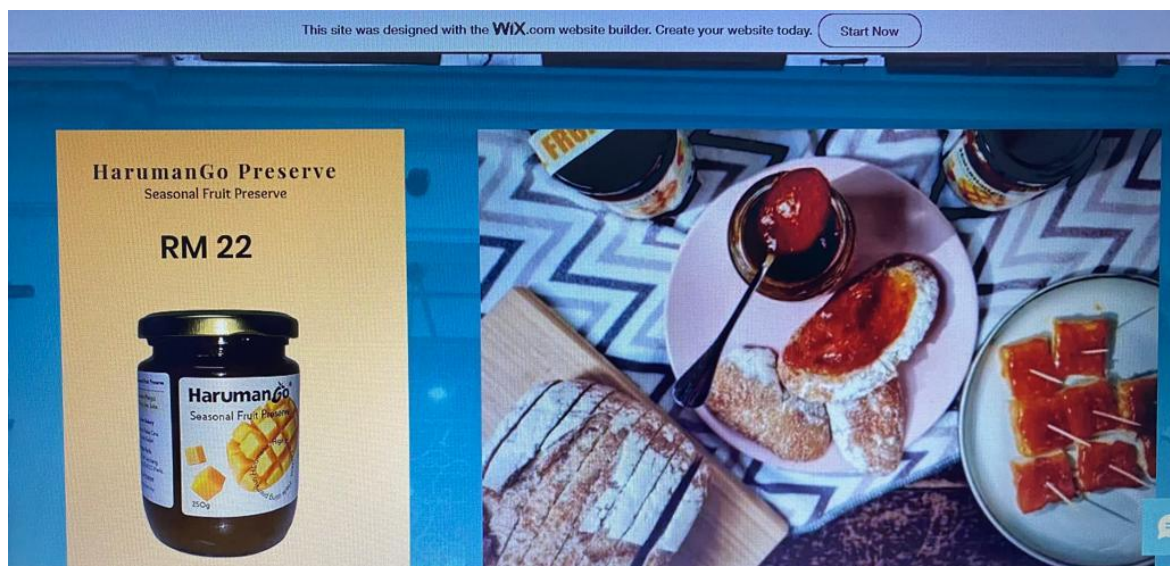 This site was designed with the WiX.com website builder. Create your website today. Start Now
HarumanGo Preserve
Seasonal Fruit Preserve
RM 22
HarumanGo
Seasonal Fruit Preserve
250g
FRU